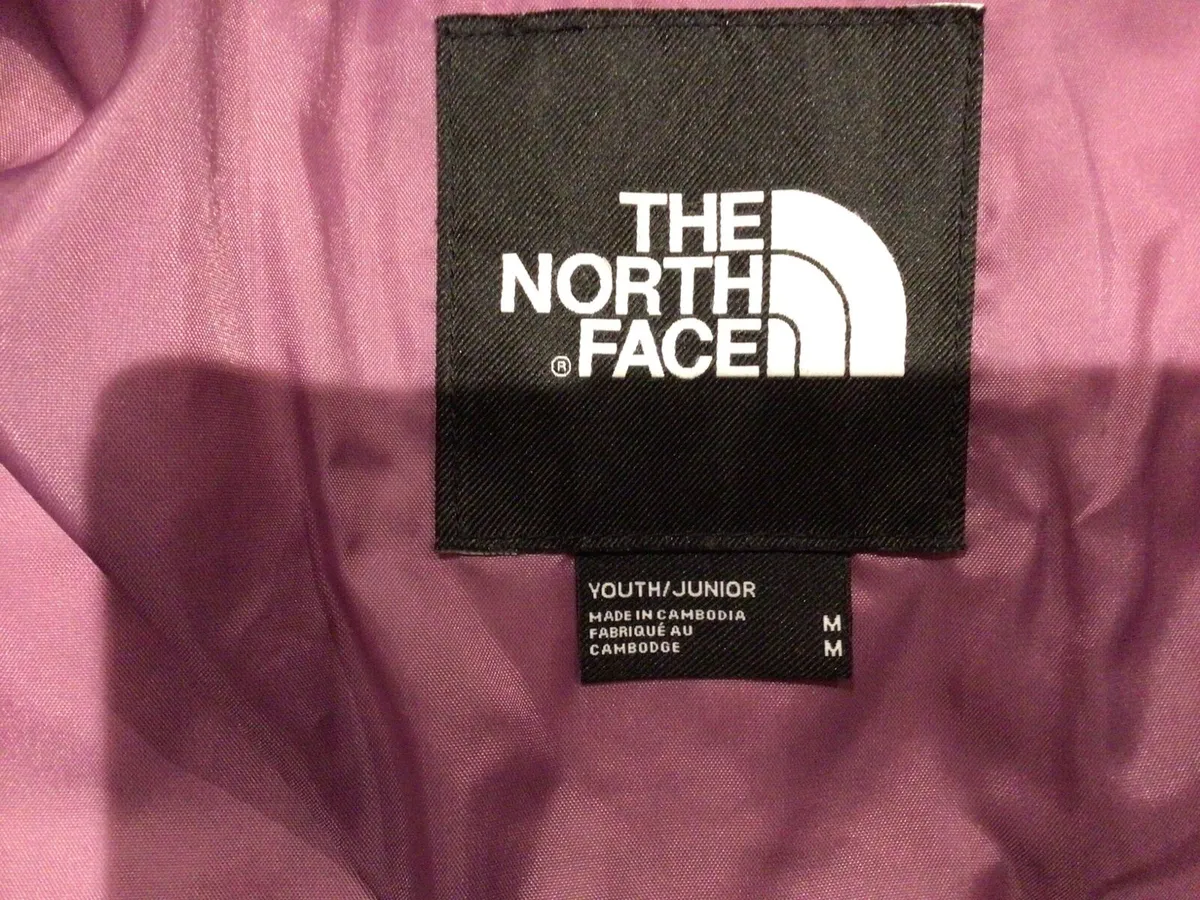 THE
NORTH
® FACE
YOUTH/JUNIOR
MADE IN CAMBODIA M
FABRIQUÉ AU
CAMBODGE M